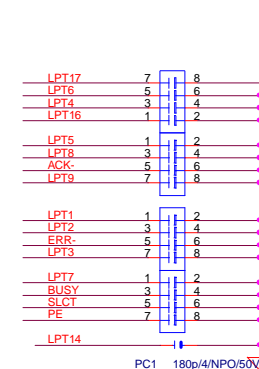 LPT17 7 8
LPT6 5 6
LPT4 3 4
LPT16 1 2
LPT5 1 2
LPT8 3 4
ACK- 5 6
LPT9 7 8
LPT1 1 2
LPT2 3 4
ERR- 5 6
LPT3 7 8
LPT7 1 2
BUSY 3 4
SLCT 5 6
PE 7 8
LPT14
PC1 180p/4/NPO/50V